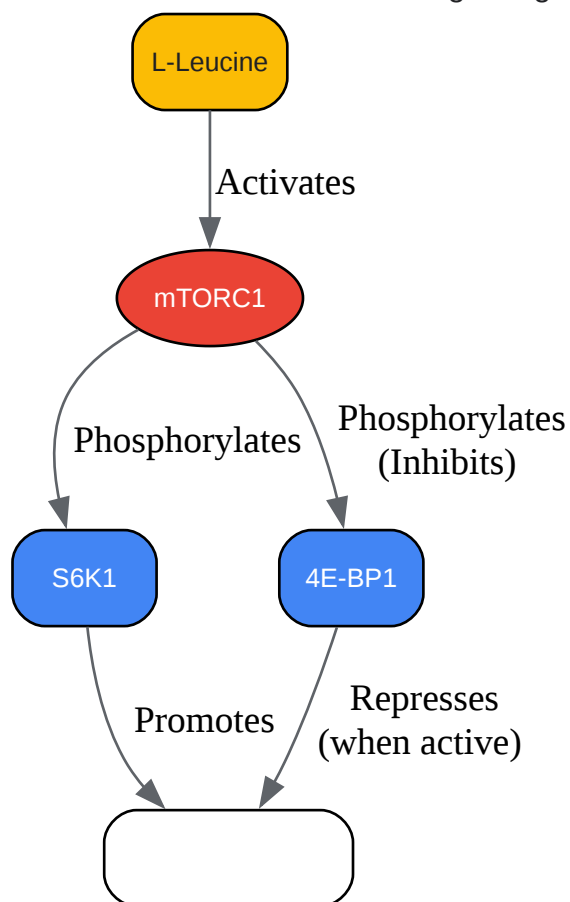 L-Leucine
Activates
mTORC1
Phosphorylates
Phosphorylates
(Inhibits)
S6K1
4E-BP1
Promotes
Represses
(when active)